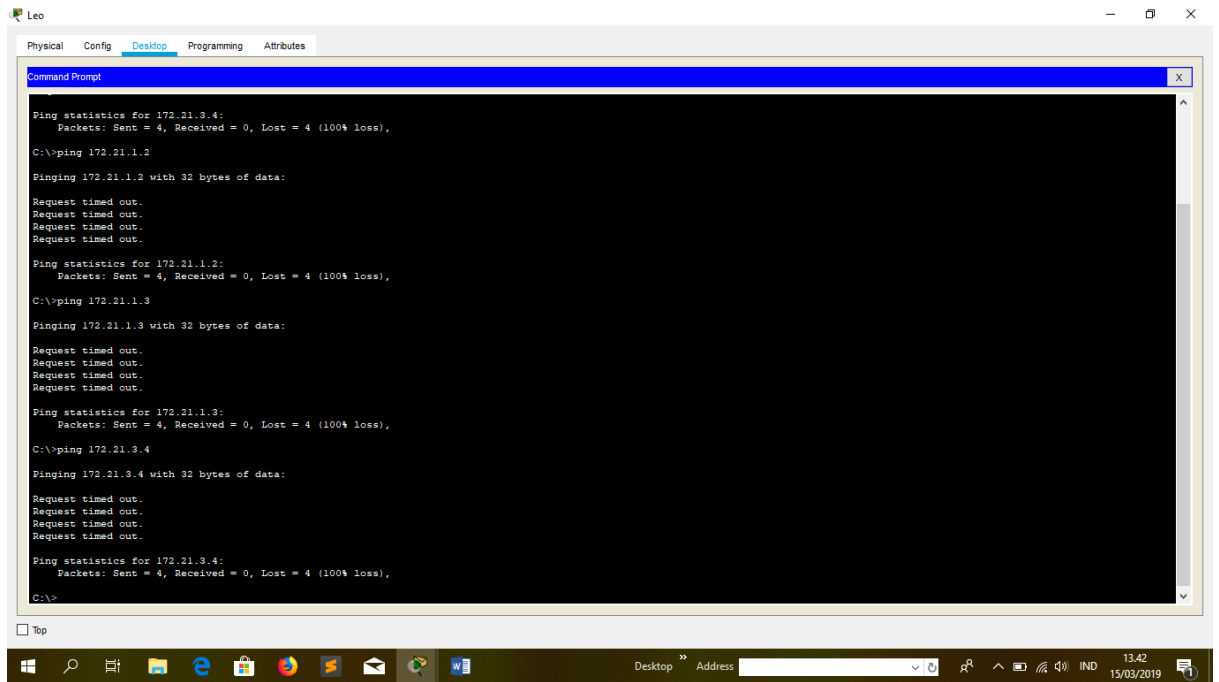 Leo
Physical Config Desktop Programming Attributes
Command Prompt
X
Ping statistics for 172.21.3.4:
Packets: Sent = 4, Received = 0, Lost = 4 (100% loss),
C:\>ping 172.21.1.2
Pinging 172.21.1.2 with 32 bytes of data:
Request timed out.
Request timed out.
Request timed out.
Request timed out.
Ping statistics for 172.21.1.2:
Packets: Sent = 4, Received = 0, Lost = 4 (100% loss),
C:\>ping 172.21.1.3
Pinging 172.21.1.3 with 32 bytes of data:
Request timed out.
Request timed out.
Request timed out.
Request timed out.
Ping statistics for 172.21.1.3:
Packets: Sent = 4, Received = 0, Lost = 4 (100% loss),
C:\>ping 172.21.3.4
Pinging 172.21.3.4 with 32 bytes of data:
Request timed out.
Request timed out.
Request timed out.
Request timed out.
Ping statistics for 172.21.3.4:
Packets: Sent = 4, Received = 0, Lost = 4 (100% loss),
C:\>
Top
Desktop » Address
IND
13.42
15/03/2019